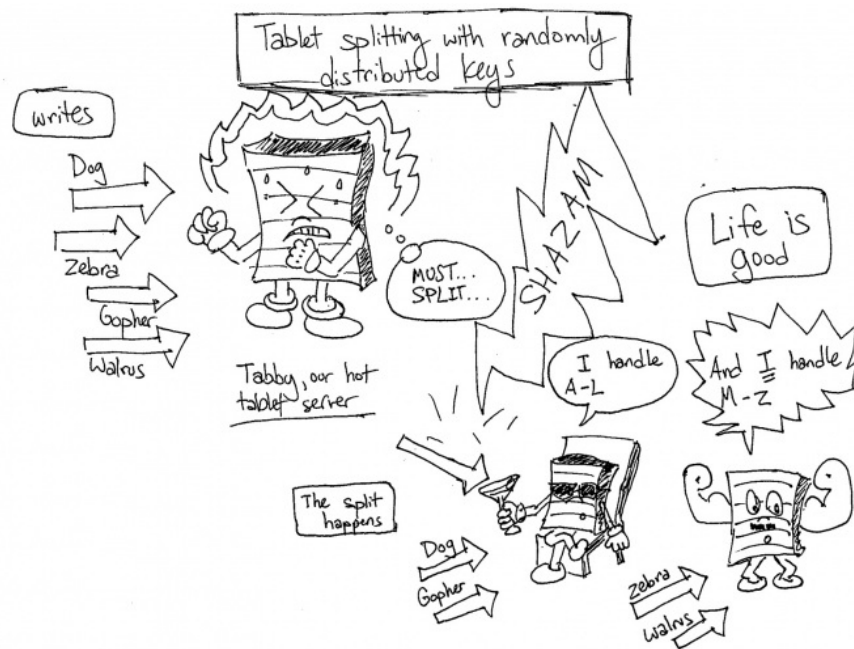 Tablet splitting with randomly
distributed keys
writes
Dog
Zebra
Gopher
Walrus
MUST...
SPLIT...
Tabby, our hot
tablet server
SHAZAM
Life is
good
I handle
A-L
And I handle
M-Z
The split
happens
Dog
Gopher
Zebra
Walrus